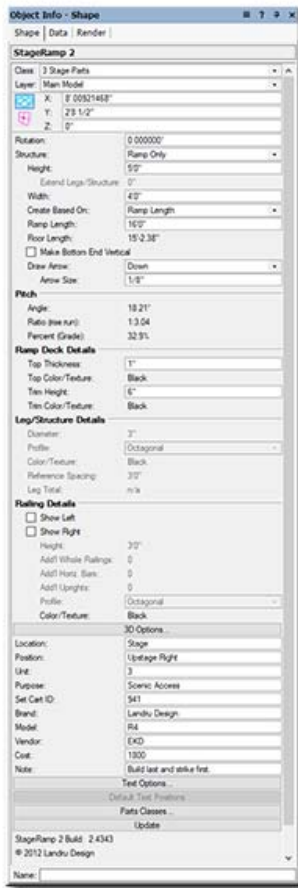 Object Info - Shape
Shape Data Render
StageRamp 2
Class: 3 Stage Parts
Layer: Main Model
X: 8' 00921468"
Y: 2'8 1/2"
Z: 0"
Rotation: 0.000000°
Structure: Ramp Only
Height: 5'0"
Extend Legs/Structure 0"
Width: 4'0"
Create Based On: Ramp Length
Ramp Length: 16'0"
Floor Length: 15'-2.38"
Make Bottom End Vertical
Draw Arrow: Down
Arrow Size: 1/8"
Pitch
Angle: 18.21°
Ratio (rise:run): 1:3.04
Percent (Grade): 32.9%
Ramp Deck Details
Top Thickness: 1"
Top Color/Texture: Black
Trim Height: 6"
Trim Color/Texture: Black
Leg/Structure Details
Diameter: 3"
Profile: Octagonal
Color/Texture: Black
Reference Spacing: 3'0"
Leg Total: n/a
Railing Details
Show Left
Show Right
Height: 3'0"
Add'l Whole Railings: 0
Add'l Horiz. Bars: 0
Add'l Uprights: 0
Profile: Octagonal
Color/Texture: Black
3D Options...
Location: Stage
Position: Upstage Right
Unit: 3
Purpose: Scenic Access
Set Cart ID: 541
Brand: Landru Design
Model: R4
Vendor: EKD
Cost: 1000
Note: Build last and strike first.
Text Options...
Default Text Positions
Parts Classes...
Update
StageRamp 2 Build: 2.4343
© 2012 Landru Design
Name: